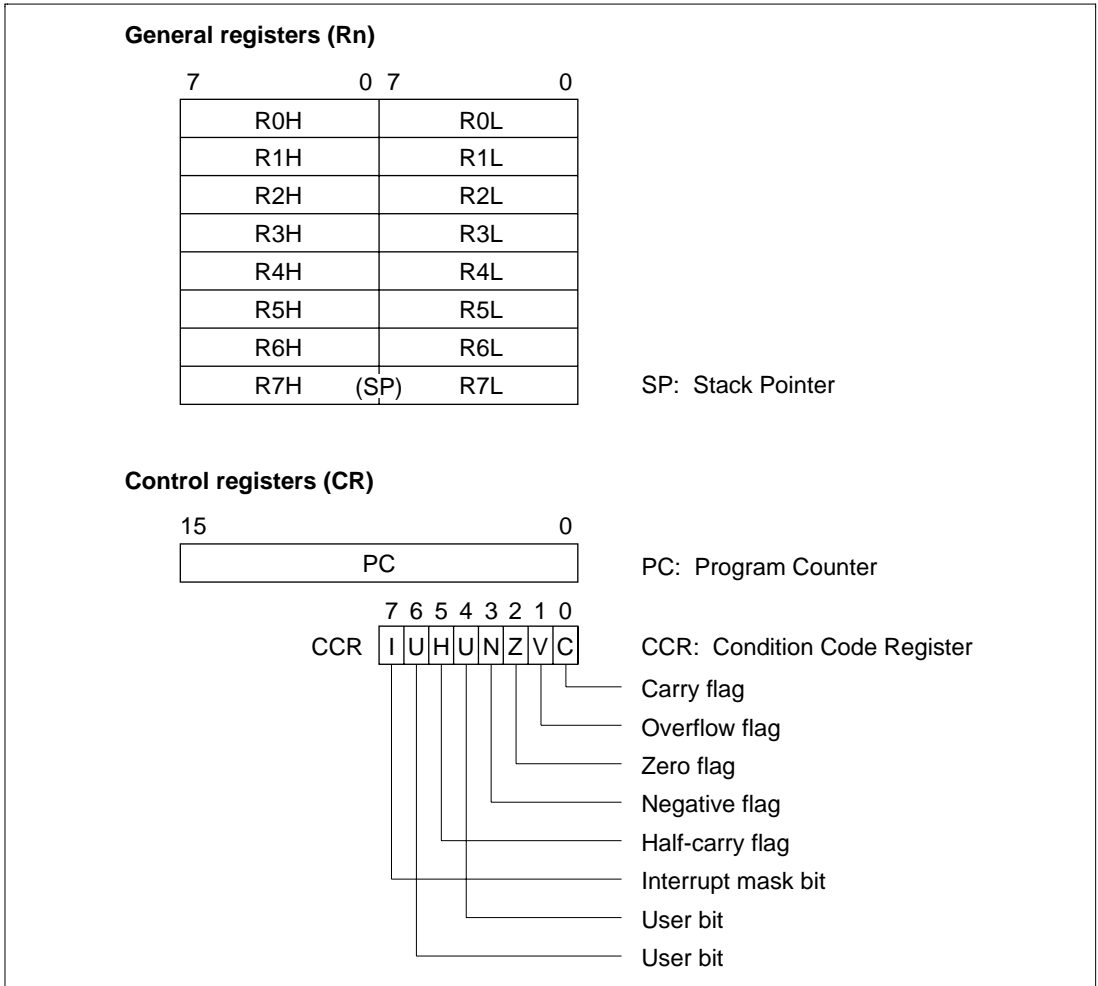 General registers (Rn)
7 0 7 0
R0H R0L
R1H R1L
R2H R2L
R3H R3L
R4H R4L
R5H R5L
R6H R6L
R7H (SP) R7L SP: Stack Pointer
Control registers (CR)
15 0
PC PC: Program Counter
7 6 5 4 3 2 1 0
CCR I U H U N Z V C CCR: Condition Code Register
Carry flag
Overflow flag
Zero flag
Negative flag
Half-carry flag
Interrupt mask bit
User bit
User bit